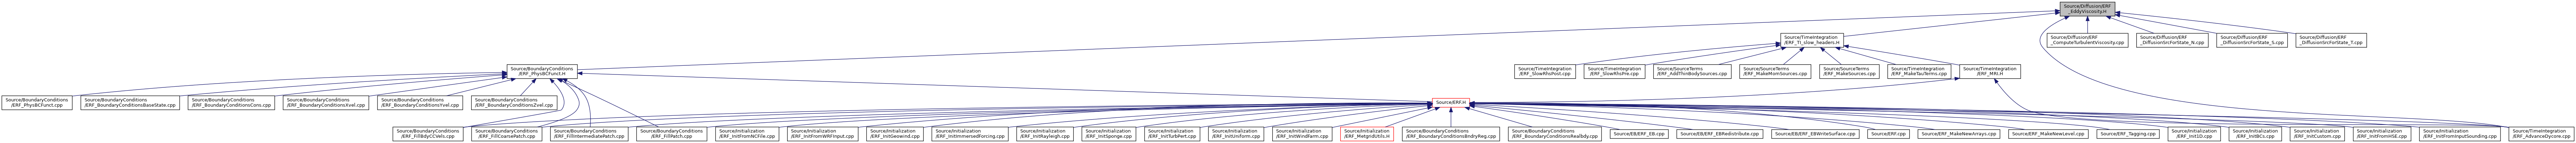 Source/Diffusion/ERF
_EddyViscosity.H
Source/TimeIntegration
/ERF_TI_slow_headers.H
Source/Diffusion/ERF
_ComputeTurbulentViscosity.cpp
Source/Diffusion/ERF
_DiffusionSrcForState_N.cpp
Source/Diffusion/ERF
_DiffusionSrcForState_S.cpp
Source/Diffusion/ERF
_DiffusionSrcForState_T.cpp
Source/BoundaryConditions
/ERF_PhysBCFunct.H
Source/TimeIntegration
/ERF_SlowRhsPost.cpp
Source/TimeIntegration
/ERF_SlowRhsPre.cpp
Source/SourceTerms
/ERF_AddThinBodySources.cpp
Source/SourceTerms
/ERF_MakeMomSources.cpp
Source/SourceTerms
/ERF_MakeSources.cpp
Source/TimeIntegration
/ERF_MakeTauTerms.cpp
Source/TimeIntegration
/ERF_MRI.H
Source/BoundaryConditions
/ERF_PhysBCFunct.cpp
Source/BoundaryConditions
/ERF_BoundaryConditionsBaseState.cpp
Source/BoundaryConditions
/ERF_BoundaryConditionsCons.cpp
Source/BoundaryConditions
/ERF_BoundaryConditionsXvel.cpp
Source/BoundaryConditions
/ERF_BoundaryConditionsYvel.cpp
Source/BoundaryConditions
/ERF_BoundaryConditionsZvel.cpp
Source/ERF.H
Source/BoundaryConditions
/ERF_FillBdyCCVels.cpp
Source/BoundaryConditions
/ERF_FillCoarsePatch.cpp
Source/BoundaryConditions
/ERF_FillIntermediatePatch.cpp
Source/BoundaryConditions
/ERF_FillPatch.cpp
Source/Initialization
/ERF_InitFromNCFile.cpp
Source/Initialization
/ERF_InitFromWRFInput.cpp
Source/Initialization
/ERF_InitGeowind.cpp
Source/Initialization
/ERF_InitImmersedForcing.cpp
Source/Initialization
/ERF_InitRayleigh.cpp
Source/Initialization
/ERF_InitSponge.cpp
Source/Initialization
/ERF_InitTurbPert.cpp
Source/Initialization
/ERF_InitUniform.cpp
Source/Initialization
/ERF_InitWindFarm.cpp
Source/Initialization
/ERF_MetgridUtils.H
Source/BoundaryConditions
/ERF_BoundaryConditionsBndryReg.cpp
Source/BoundaryConditions
/ERF_BoundaryConditionsRealbdy.cpp
Source/EB/ERF_EB.cpp
Source/EB/ERF_EBRedistribute.cpp
Source/EB/ERF_EBWriteSurface.cpp
Source/ERF.cpp
Source/ERF_MakeNewArrays.cpp
Source/ERF_MakeNewLevel.cpp
Source/ERF_Tagging.cpp
Source/Initialization
/ERF_Init1D.cpp
Source/Initialization
/ERF_InitBCs.cpp
Source/Initialization
/ERF_InitCustom.cpp
Source/Initialization
/ERF_InitFromHSE.cpp
Source/Initialization
/ERF_InitFromInputSounding.cpp
Source/TimeIntegration
/ERF_AdvanceDycore.cpp